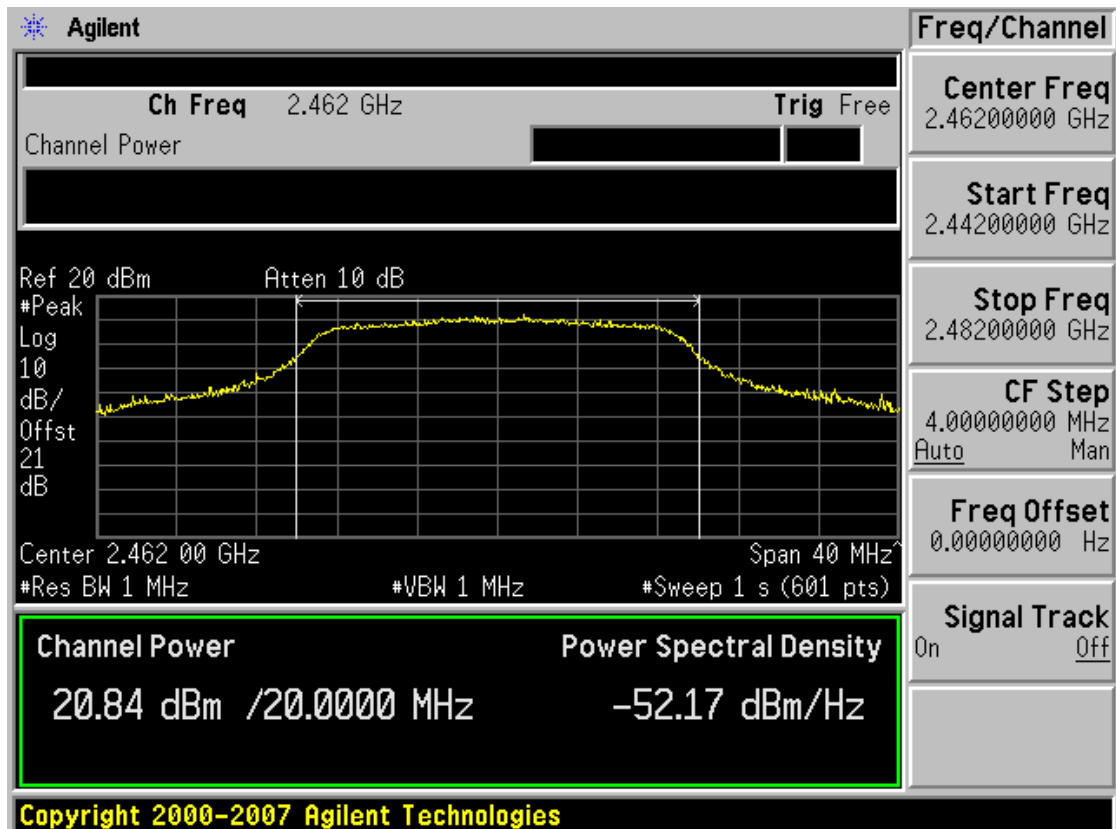 Agilent
Ch Freq 2.462 GHz Trig Free
Channel Power
Ref 20 dBm Atten 10 dB
#Peak
Log
10
dB/
Offst
21
dB
Center 2.462 00 GHz Span 40 MHz^
#Res BW 1 MHz #VBW 1 MHz #Sweep 1 s (601 pts)
Channel Power Power Spectral Density
20.84 dBm /20.0000 MHz -52.17 dBm/Hz
Copyright 2000-2007 Agilent Technologies
Freq/Channel
Center Freq
2.46200000 GHz
Start Freq
2.44200000 GHz
Stop Freq
2.48200000 GHz
CF Step
4.00000000 MHz
Auto Man
Freq Offset
0.00000000 Hz
Signal Track
On Off